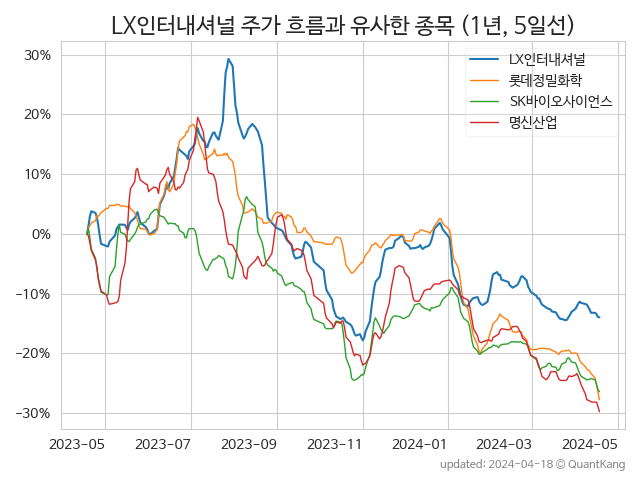 LX인터내셔널 주가 흐름과 유사한 종목 (1년, 5일선)
LX인터내셔널
롯데정밀화학
SK바이오사이언스
명신산업
30%
20%
10%
0%
−10%
−20%
−30%
2023-05 2023-07 2023-09 2023-11 2024-01 2024-03 2024-05
updated: 2024-04-18 © QuantKang